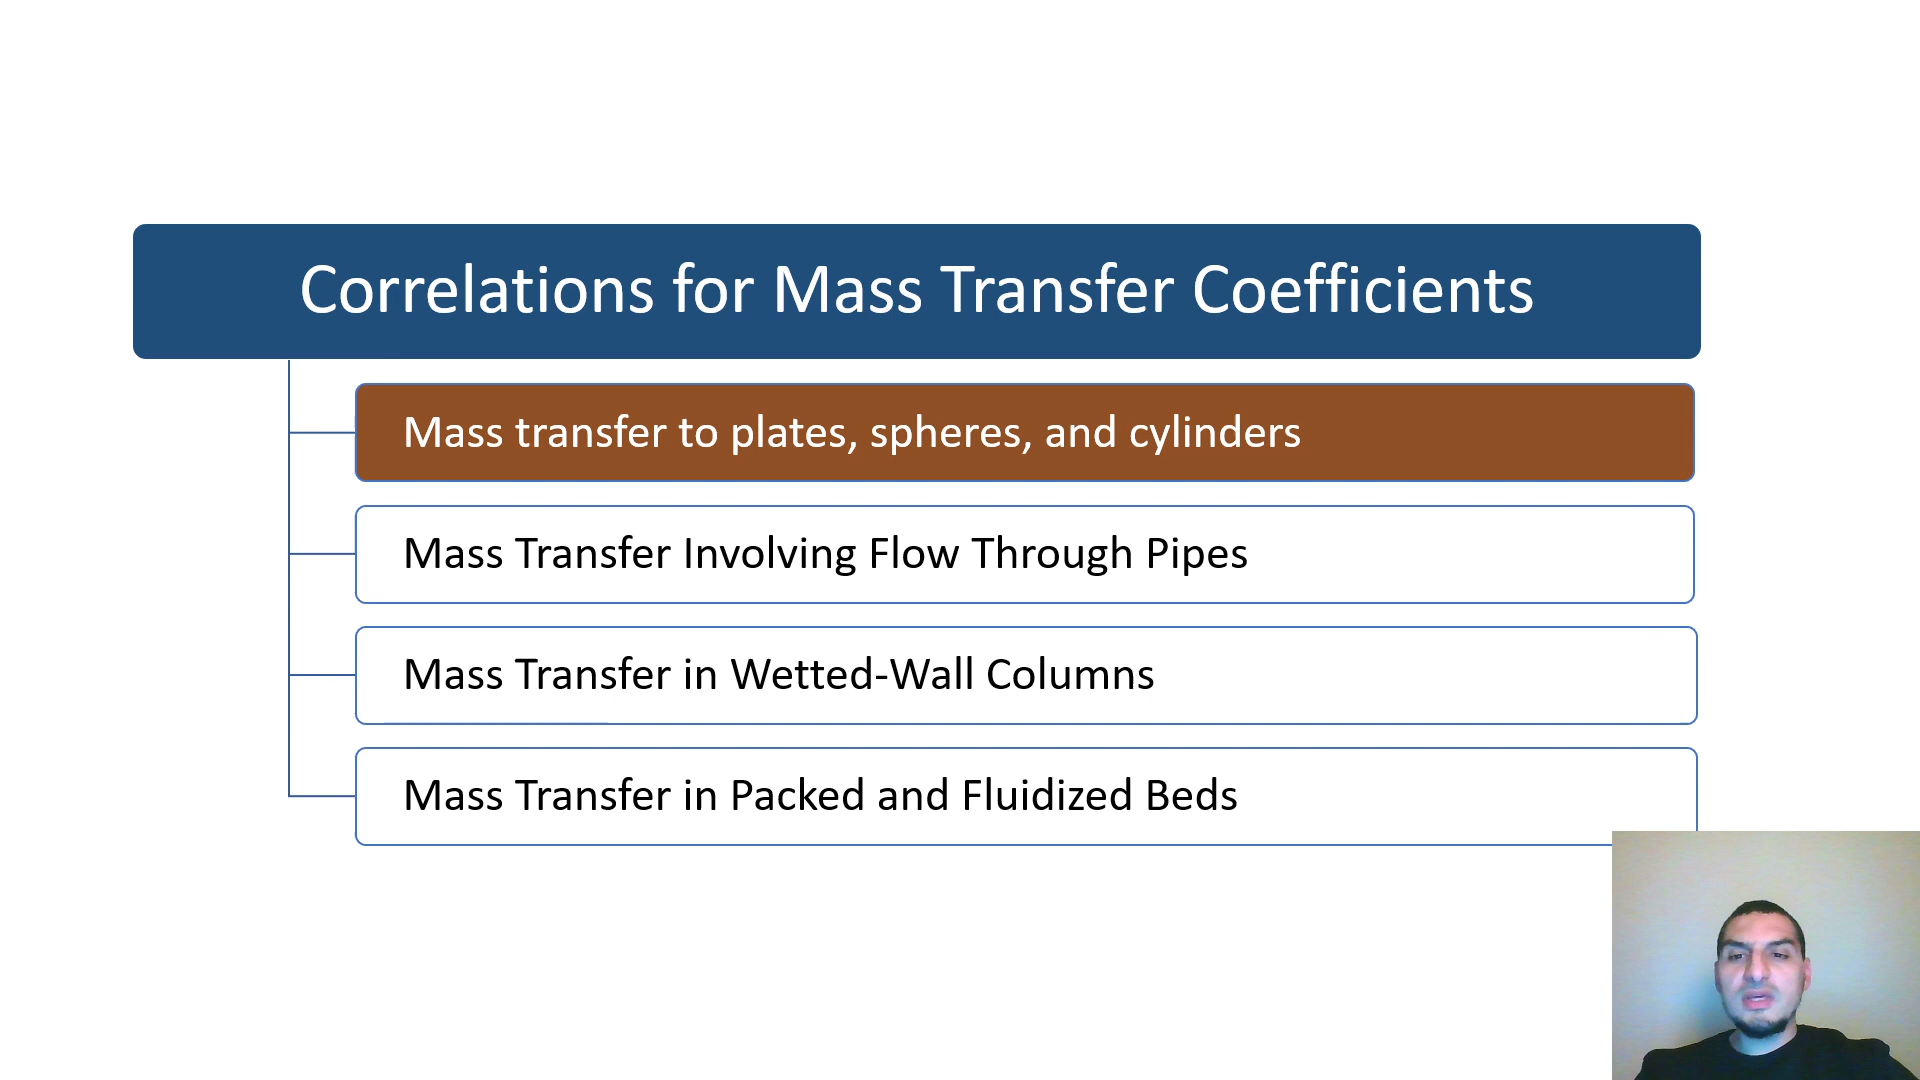 Correlations for Mass Transfer Coefficients
Mass transfer to plates, spheres, and cylinders
Mass Transfer Involving Flow Through Pipes
Mass Transfer in Wetted-Wall Columns
Mass Transfer in Packed and Fluidized Beds